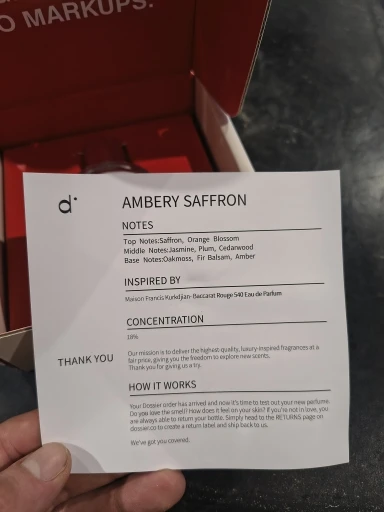 O MARKUPS.
d·
AMBERY SAFFRON
NOTES
Top Notes:Saffron, Orange Blossom
Middle Notes:Jasmine, Plum, Cedarwood
Base Notes:Oakmoss, Fir Balsam, Amber
INSPIRED BY
Maison Francis Kurkdjian- Baccarat Rouge 540 Eau de Parfum
CONCENTRATION
18%
THANK YOU
Our mission is to deliver the highest-quality, luxury-inspired fragrances at a
fair price, giving you the freedom to explore new scents.
Thank you for giving us a try.
HOW IT WORKS
Your Dossier order has arrived and now it's time to test out your new perfume.
Do you love the smell? How does it feel on your skin? If you're not in love, you
are always able to return your bottle. Simply head to the RETURNS page on
dossier.co to create a return label and ship back to us.
We've got you covered.